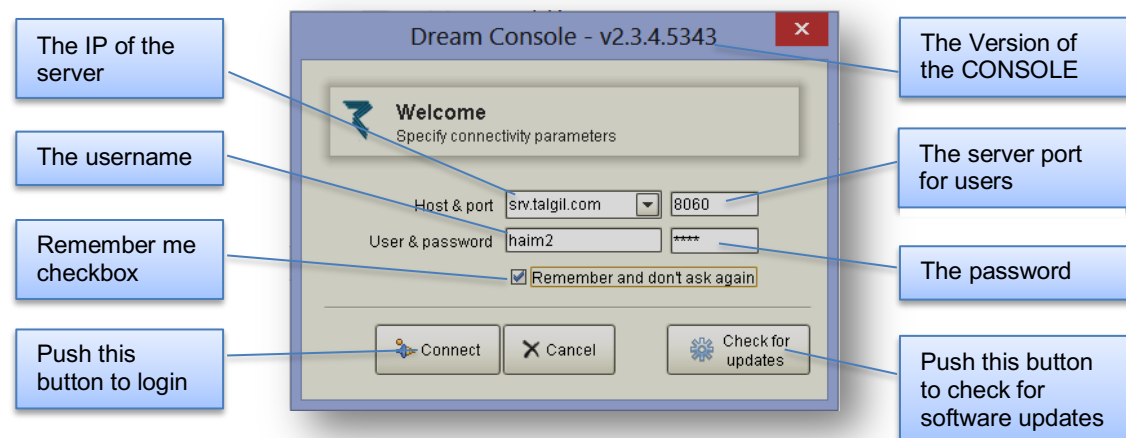 The IP of the
server
The username
Remember me
checkbox
Push this
button to login
Dream Console - v2.3.4.5343
Welcome
Specify connectivity parameters
Host & port
srv.talgil.com
8060
User & password
haim2
****
Remember and don't ask again
Connect
Cancel
Check for
updates
The Version of
the CONSOLE
The server port
for users
The password
Push this button
to check for
software updates